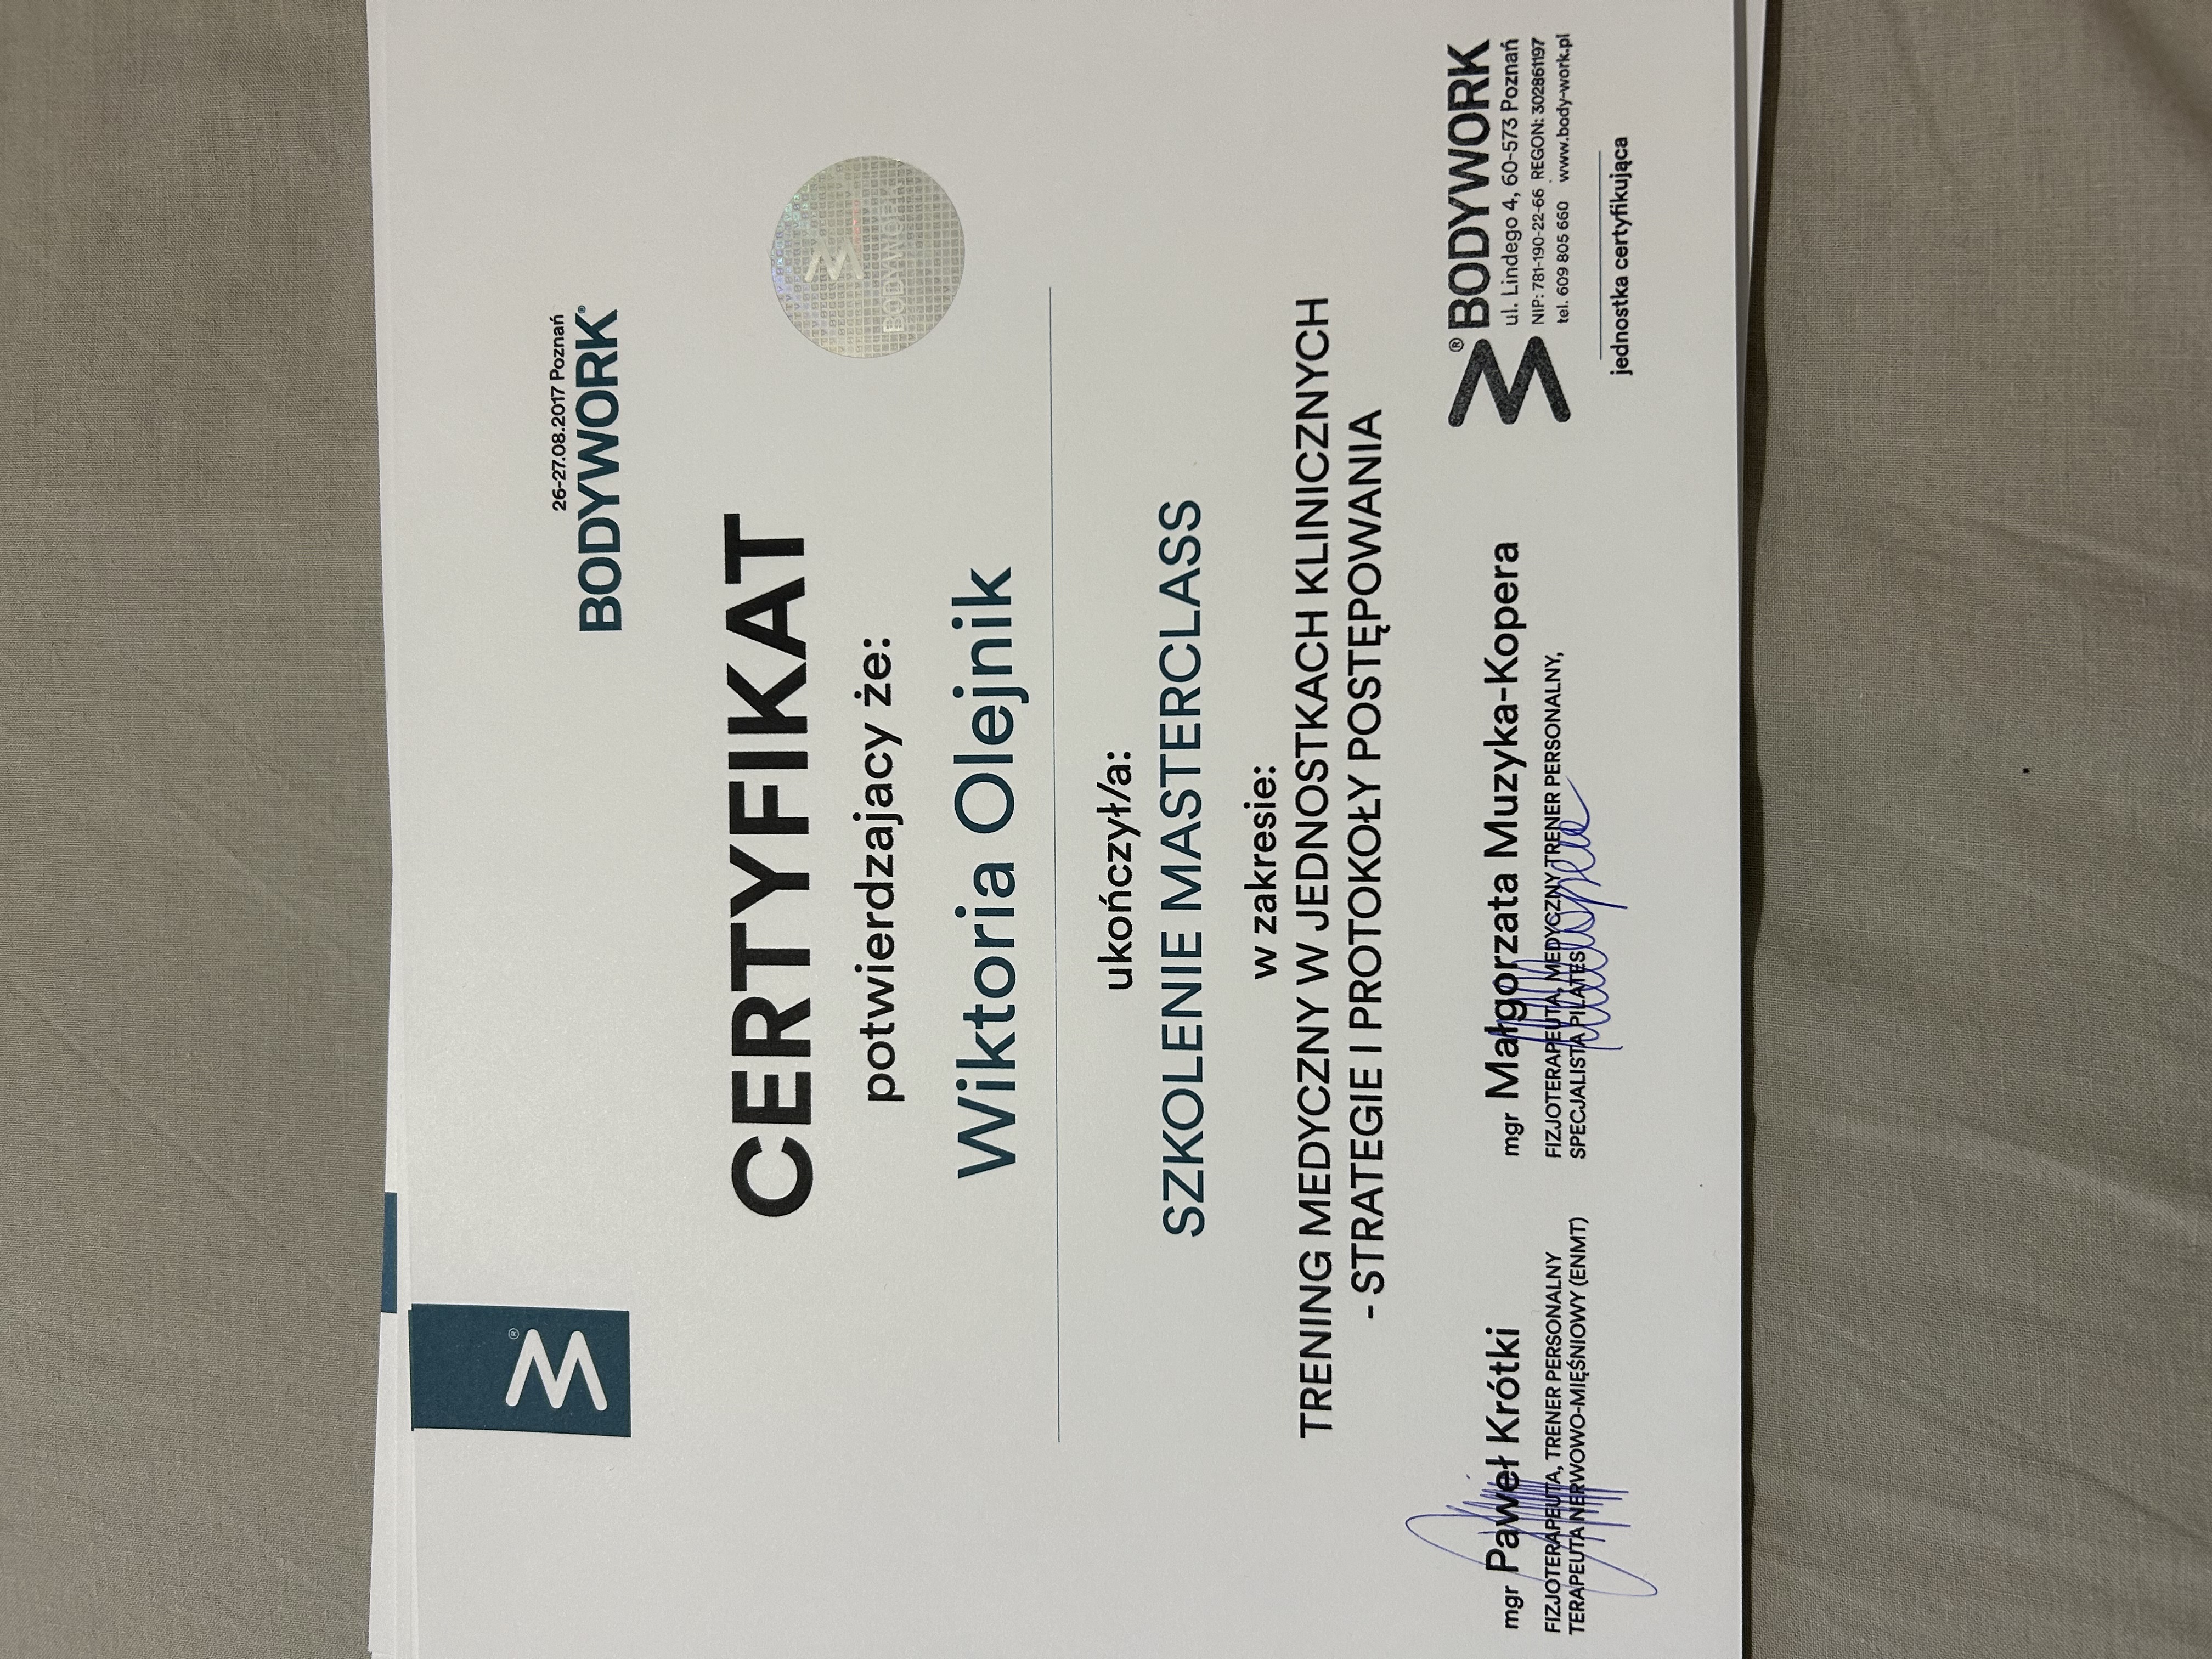 26-27.08.2017 Poznań
BODYWORK®
CERTYFIKAT
potwierdzajacy że:
Wiktoria Olejnik
BODYWORK
ukończył/a:
SZKOLENIE MASTERCLASS
w zakresie:
TRENING MEDYCZNY W JEDNOSTKACH KLINICZNYCH
- STRATEGIE I PROTOKOŁY POSTĘPOWANIA
mgr Paweł Krótki
FIZJOTERAPEUTA, TRENER PERSONALNY
TERAPEUTA NERWOWO-MIĘŚNIOWY (ENMT)
mgr Małgorzata Muzyka-Kopera
FIZJOTERAPEUTA, MEDYCZNY TRENER PERSONALNY,
SPECJALISTA PILATES
® BODYWORK
ul. Lindego 4, 60-573 Poznań
NIP: 781-190-22-66 REGON: 302861197
tel. 609 805 660 www.body-work.pl
jednostka certyfikująca